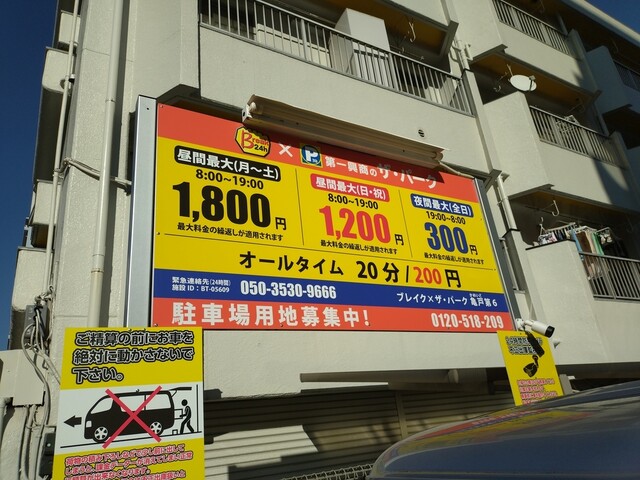 Break 24h × P 第一興商のザ・パーク
昼間最大(月～土)
8:00～19:00
1,800円
最大料金の繰返しが適用されます
昼間最大(日・祝)
8:00～19:00
1,200円
最大料金の繰返しが適用されます
夜間最大(全日)
19:00～8:00
300円
最大料金の繰返しが適用されます
オールタイム 20分/200円
緊急連絡先(24時間)
施設ID:BT-05609
050-3530-9666
ブレイク×ザ・パーク 亀戸第6
駐車場用地募集中! 0120-518-209
ご精算の前にお車を
絶対に動かさないで
下さい。